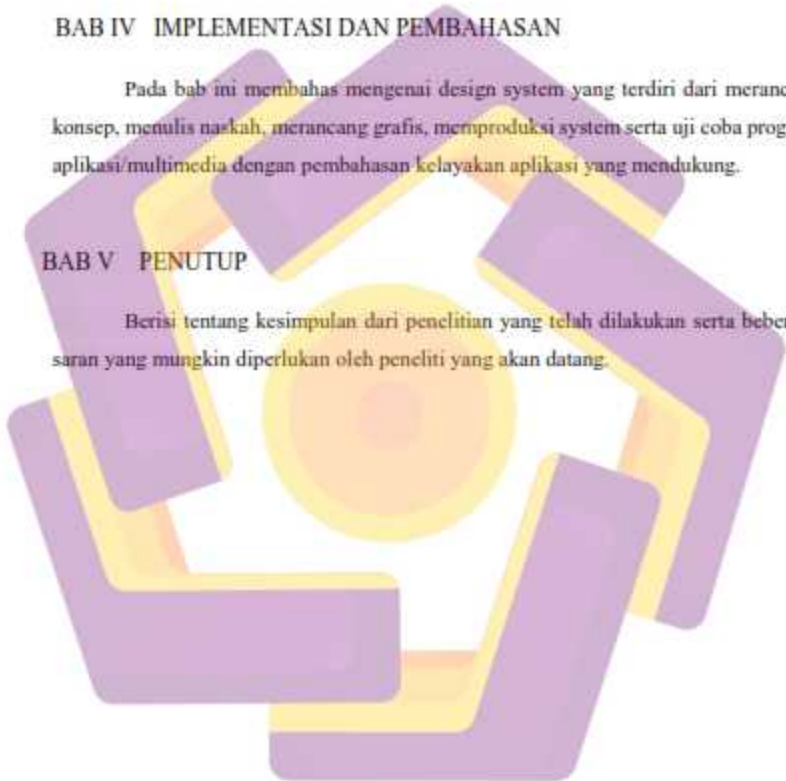 BAB IV IMPLEMENTASI DAN PEMBAHASAN
Pada bab ini membahas mengenai design system yang terdiri dari meranc
konsep, menulis naskah, merancang grafis, memproduksi system serta uji coba prog
aplikasi/multimedia dengan pembahasan kelayakan aplikasi yang mendukung.
BAB V PENUTUP
Berisi tentang kesimpulan dari penelitian yang telah dilakukan serta beber
saran yang mungkin diperlukan oleh peneliti yang akan datang.